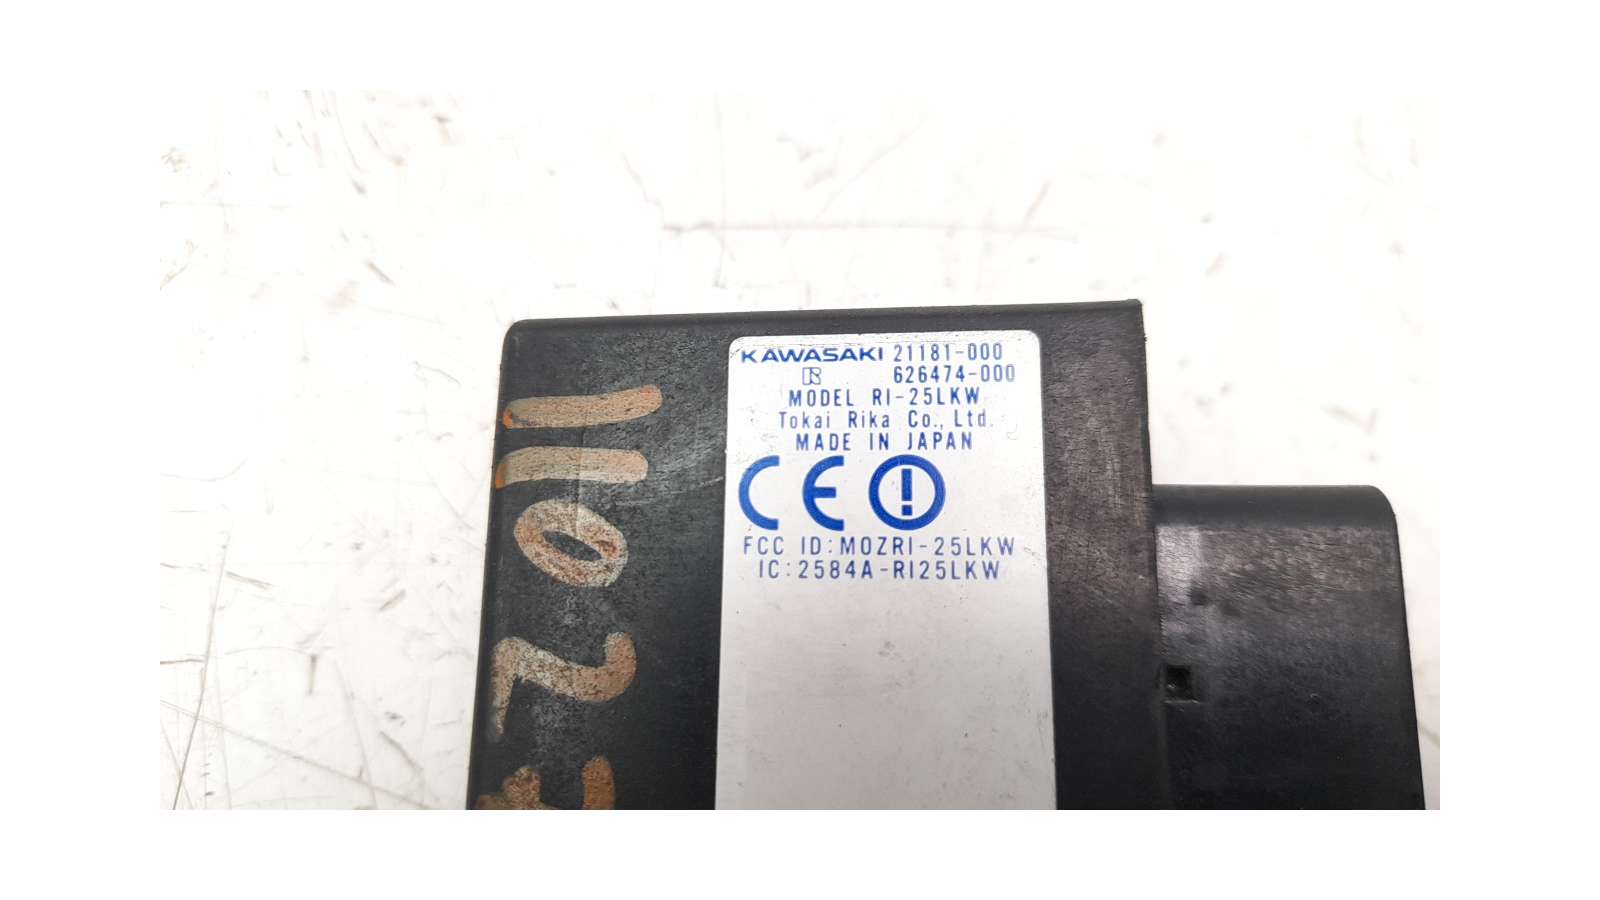 KAWASAKI 21181-000
R 626474-000
MODEL RI-25LKW
Tokai Rika Co., Ltd.
MADE IN JAPAN
CE
FCC ID:MOZRI-25LKW
IC:2584A-RI25LKW